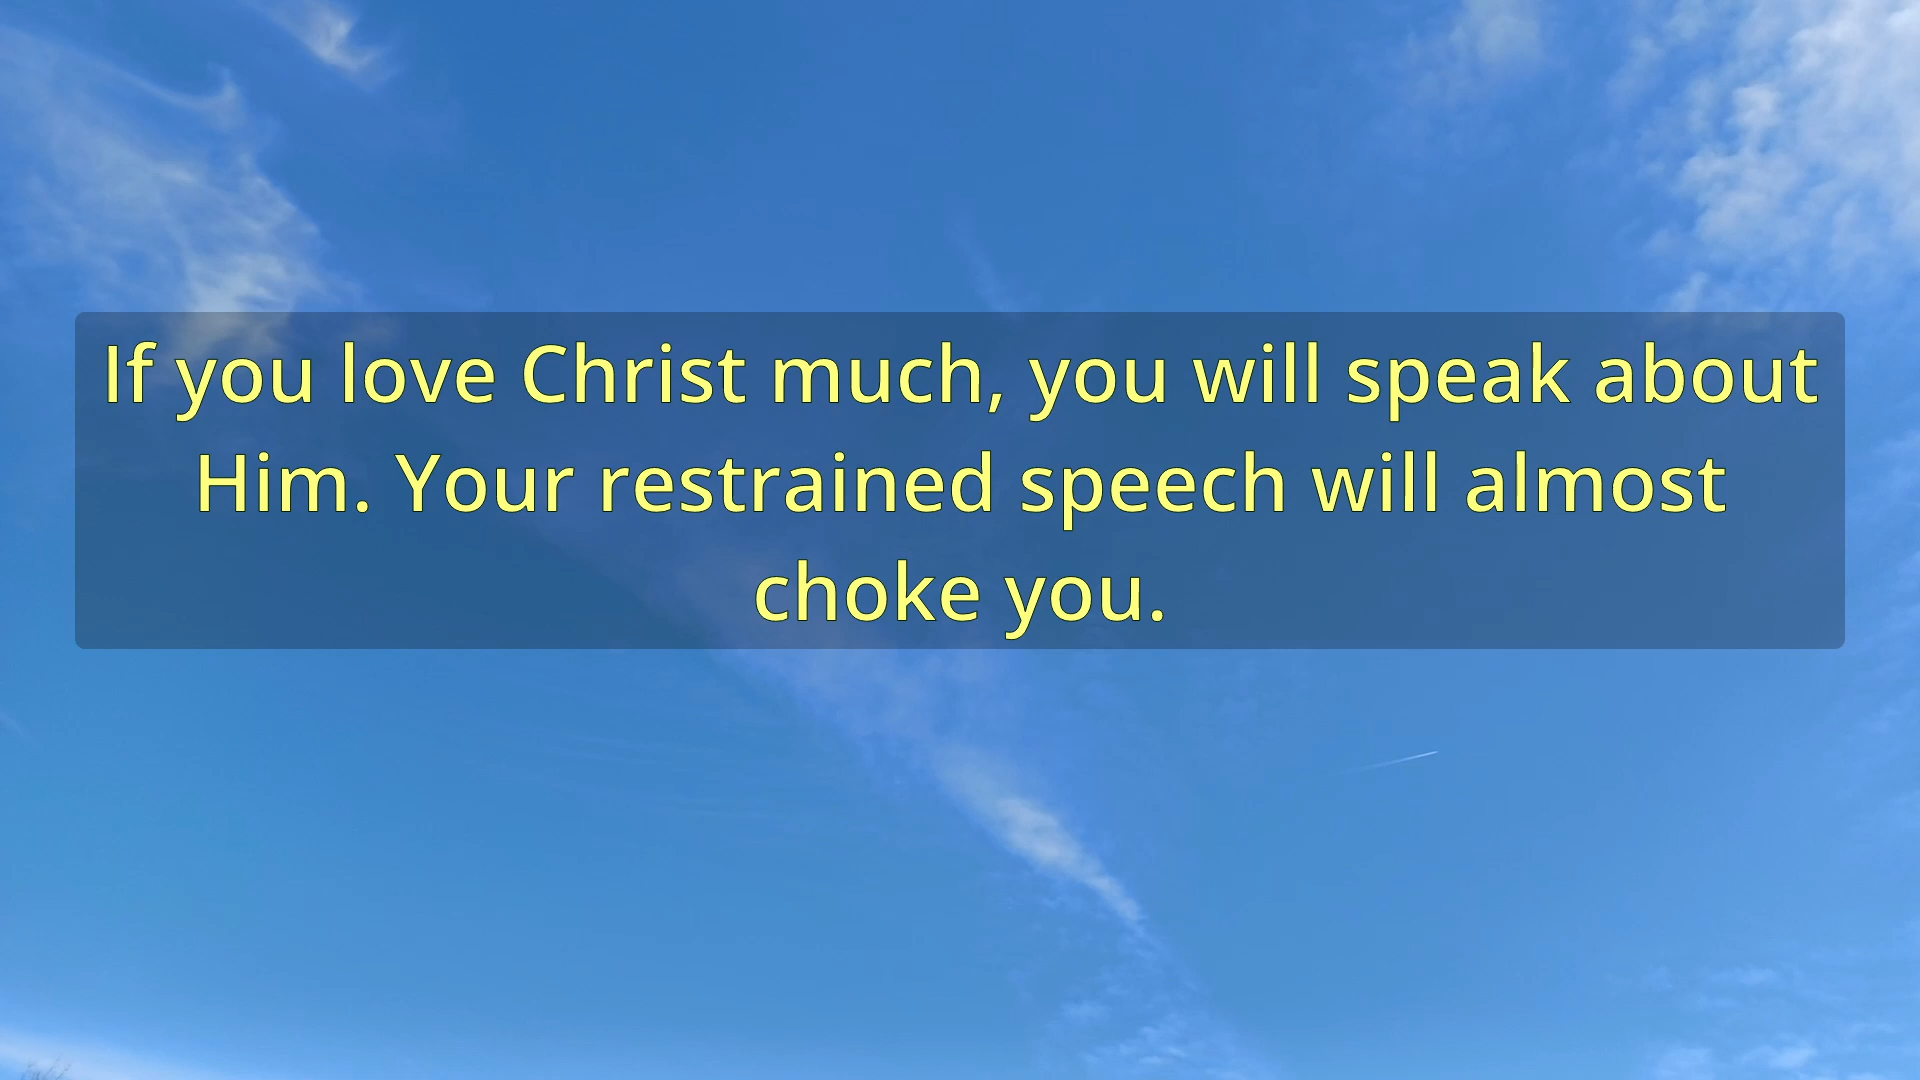 If you love Christ much, you will speak about
Him. Your restrained speech will almost
choke you.